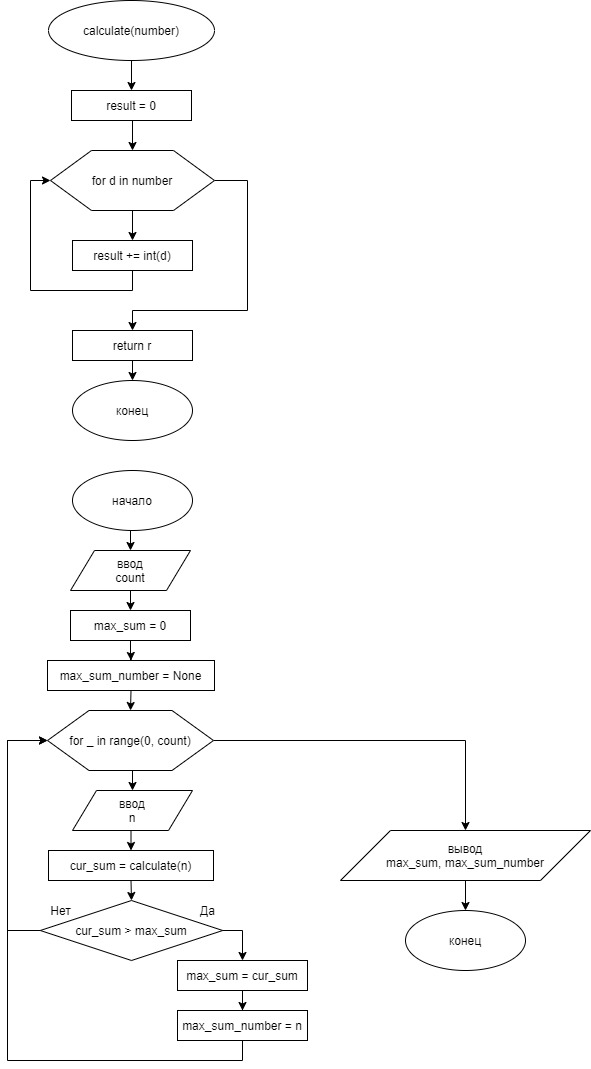 calculate(number)
result = 0
for d in number
result += int(d)
return r
конец
начало
ввод
count
max_sum = 0
max_sum_number = None
for _ in range(0, count)
ввод
n
cur_sum = calculate(n)
Нет
Да
cur_sum > max_sum
max_sum = cur_sum
max_sum_number = n
вывод
max_sum, max_sum_number
конец